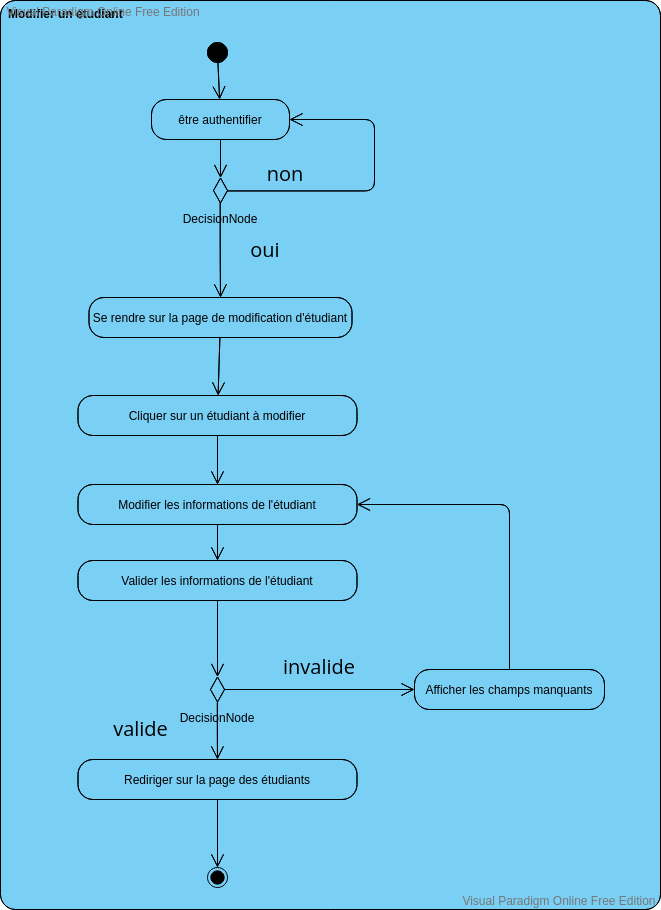 Modifier un étudiant
Visual Paradigm Online Free Edition
être authentifier
non
DecisionNode
oui
Se rendre sur la page de modification d'étudiant
Cliquer sur un étudiant à modifier
Modifier les informations de l'étudiant
Valider les informations de l'étudiant
invalide
Afficher les champs manquants
DecisionNode
valide
Rediriger sur la page des étudiants
Visual Paradigm Online Free Edition